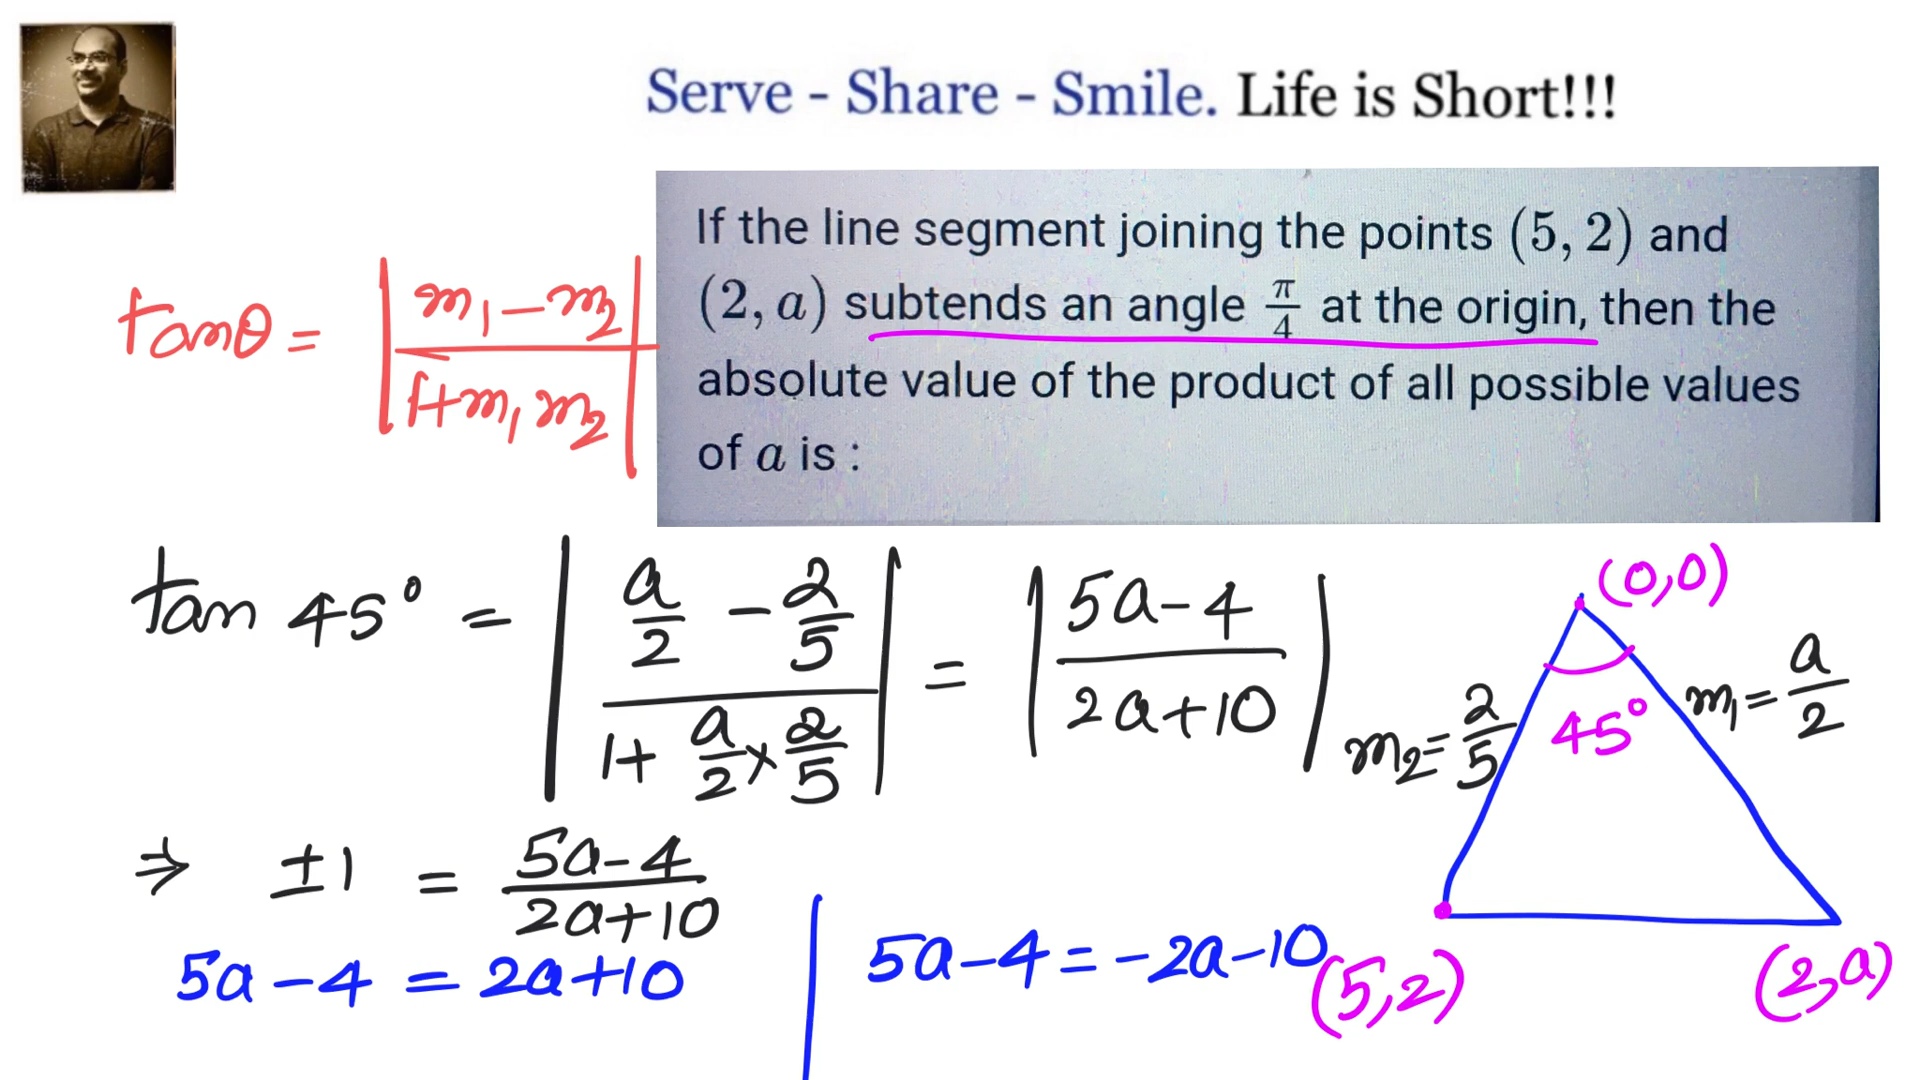 Serve - Share - Smile. Life is Short!!!
If the line segment joining the points (5, 2) and
(2, a) subtends an angle π/4 at the origin, then the
absolute value of the product of all possible values
of a is :
tanθ = | (m₁ - m₂) / (1+m₁ m₂) |
tan 45° = | (a/2 - 2/5) / (1+ a/2 × 2/5) | = | (5a-4) / (2a+10) |
(0,0)
m₁ = a/2
m₂ = 2/5
45°
⇒ ±1 = (5a-4) / (2a+10)
5a - 4 = 2a+10
5a-4 = -2a-10
(5,2)
(2,a)